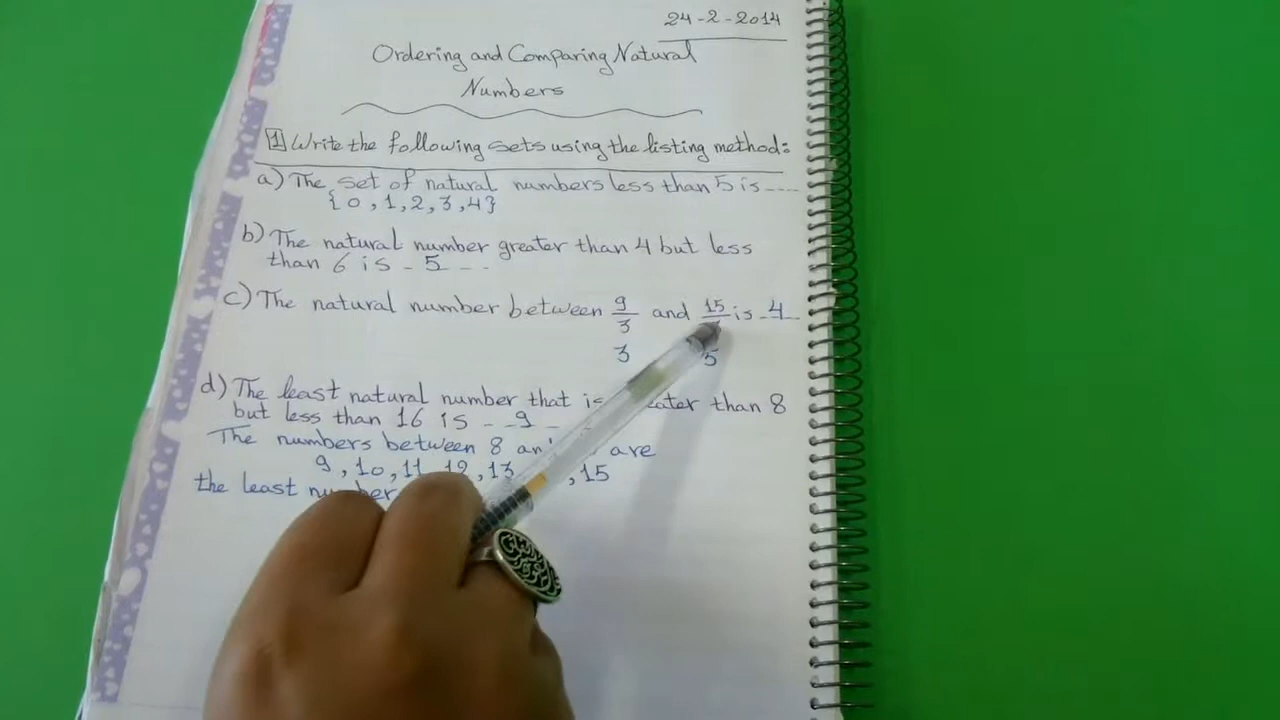 24-2-2014
Ordering and Comparing Natural
Numbers
1 Write the following sets using the listing method:
a) The set of natural numbers less than 5 is ----
{0, 1, 2, 3, 4}
b) The natural number greater than 4 but less
than 6 is - 5 - -
c) The natural number between 9/3 and 15/ is - 4 -
3 5
d) The least natural number that is than 8
but less than 16 is - - 9 -
The numbers between 8 are
9, 10, 11, 12, 13, 15
the least number